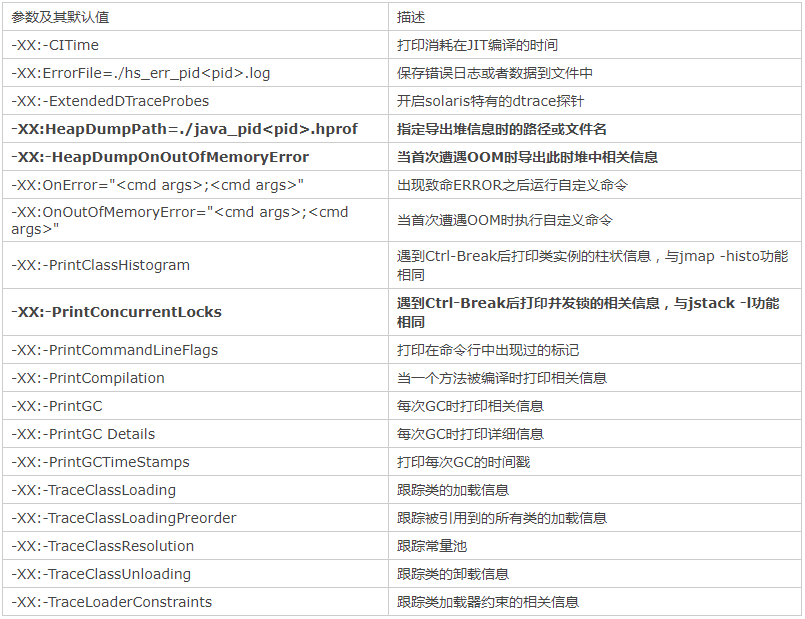 参数及其默认值 描述
-XX:-CITime 打印消耗在JIT编译的时间
-XX:ErrorFile=./hs_err_pid<pid>.log 保存错误日志或者数据到文件中
-XX:-ExtendedDTraceProbes 开启solaris特有的dtrace探针
-XX:HeapDumpPath=./java_pid<pid>.hprof 指定导出堆信息时的路径或文件名
-XX:-HeapDumpOnOutOfMemoryError 当首次遭遇OOM时导出此时堆中相关信息
-XX:OnError="<cmd args>;<cmd args>" 出现致命ERROR之后运行自定义命令
-XX:OnOutOfMemoryError="<cmd args>;<cmd
args>" 当首次遭遇OOM时执行自定义命令
-XX:-PrintClassHistogram 遇到Ctrl-Break后打印类实例的柱状信息，与jmap -histo功能
相同
-XX:-PrintConcurrentLocks 遇到Ctrl-Break后打印并发锁的相关信息，与jstack -l功能
相同
-XX:-PrintCommandLineFlags 打印在命令行中出现过的标记
-XX:-PrintCompilation 当一个方法被编译时打印相关信息
-XX:-PrintGC 每次GC时打印相关信息
-XX:-PrintGC Details 每次GC时打印详细信息
-XX:-PrintGCTimeStamps 打印每次GC的时间戳
-XX:-TraceClassLoading 跟踪类的加载信息
-XX:-TraceClassLoadingPreorder 跟踪被引用到的所有类的加载信息
-XX:-TraceClassResolution 跟踪常量池
-XX:-TraceClassUnloading 跟踪类的卸载信息
-XX:-TraceLoaderConstraints 跟踪类加载器约束的相关信息